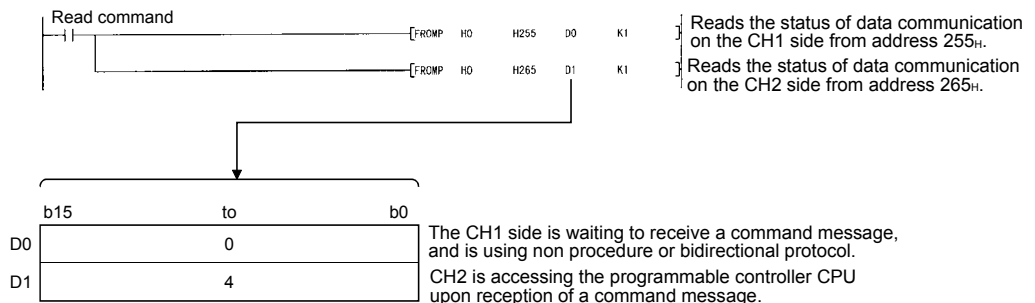 Read command
[FROMP H0 H255 D0 K1 ]
Reads the status of data communication
on the CH1 side from address 255H.
[FROMP H0 H265 D1 K1 ]
Reads the status of data communication
on the CH2 side from address 265H.
b15 to b0
D0 0
The CH1 side is waiting to receive a command message,
and is using non procedure or bidirectional protocol.
D1 4
CH2 is accessing the programmable controller CPU
upon reception of a command message.